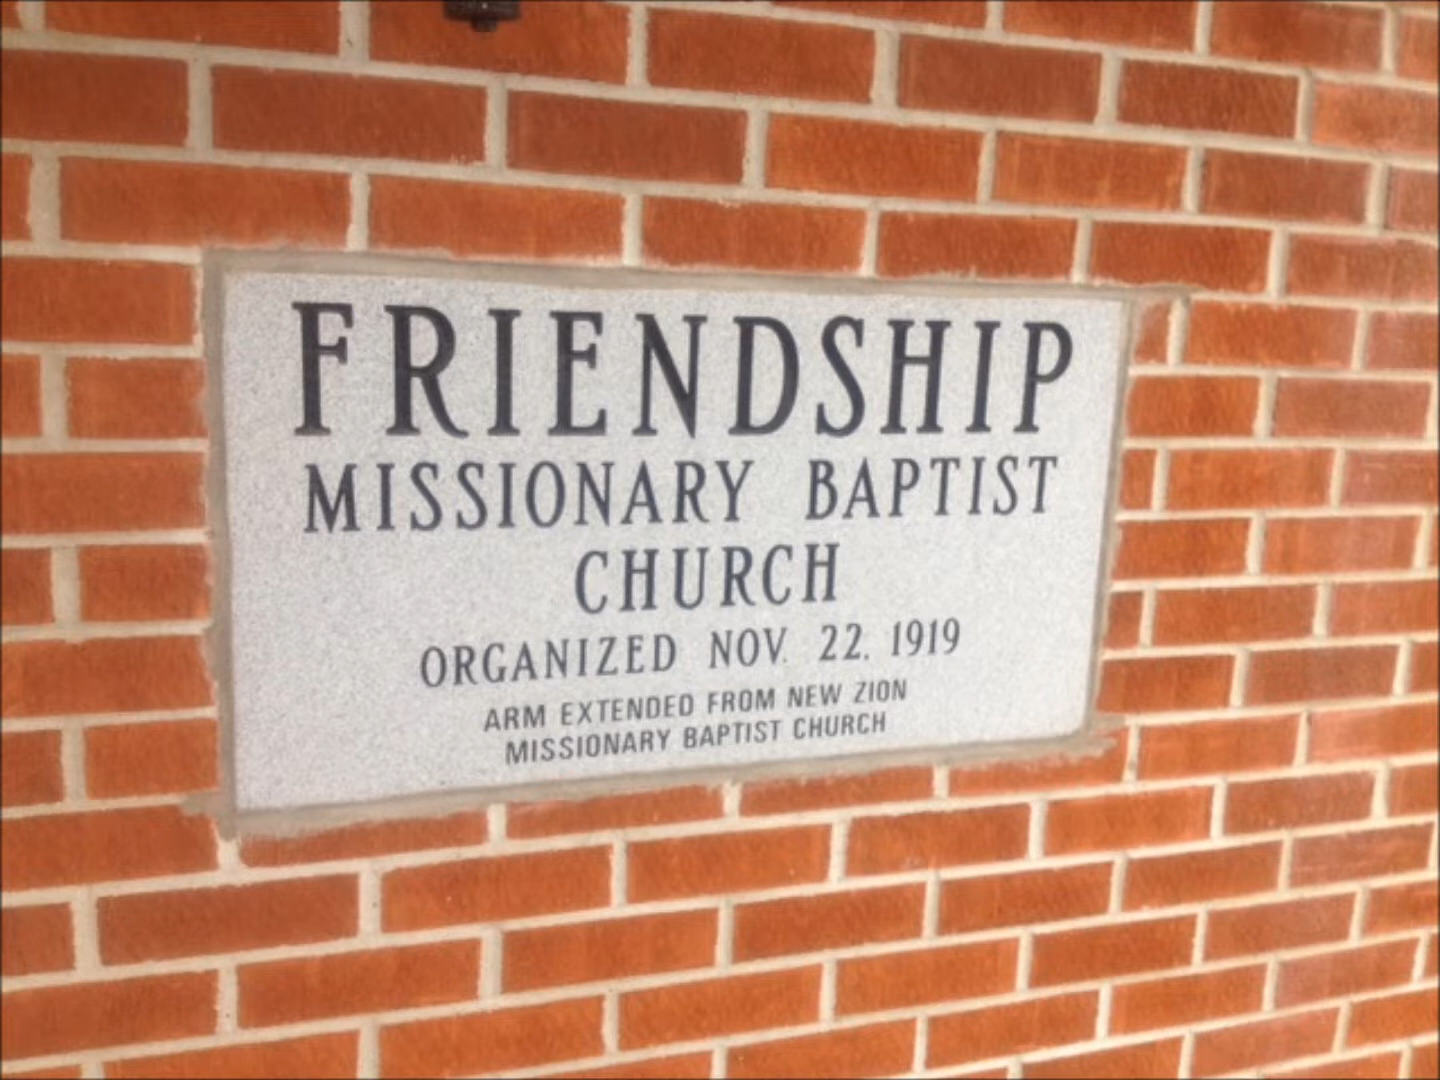 FRIENDSHIP
MISSIONARY BAPTIST
CHURCH
ORGANIZED NOV. 22, 1919
ARM EXTENDED FROM NEW ZION
MISSIONARY BAPTIST CHURCH